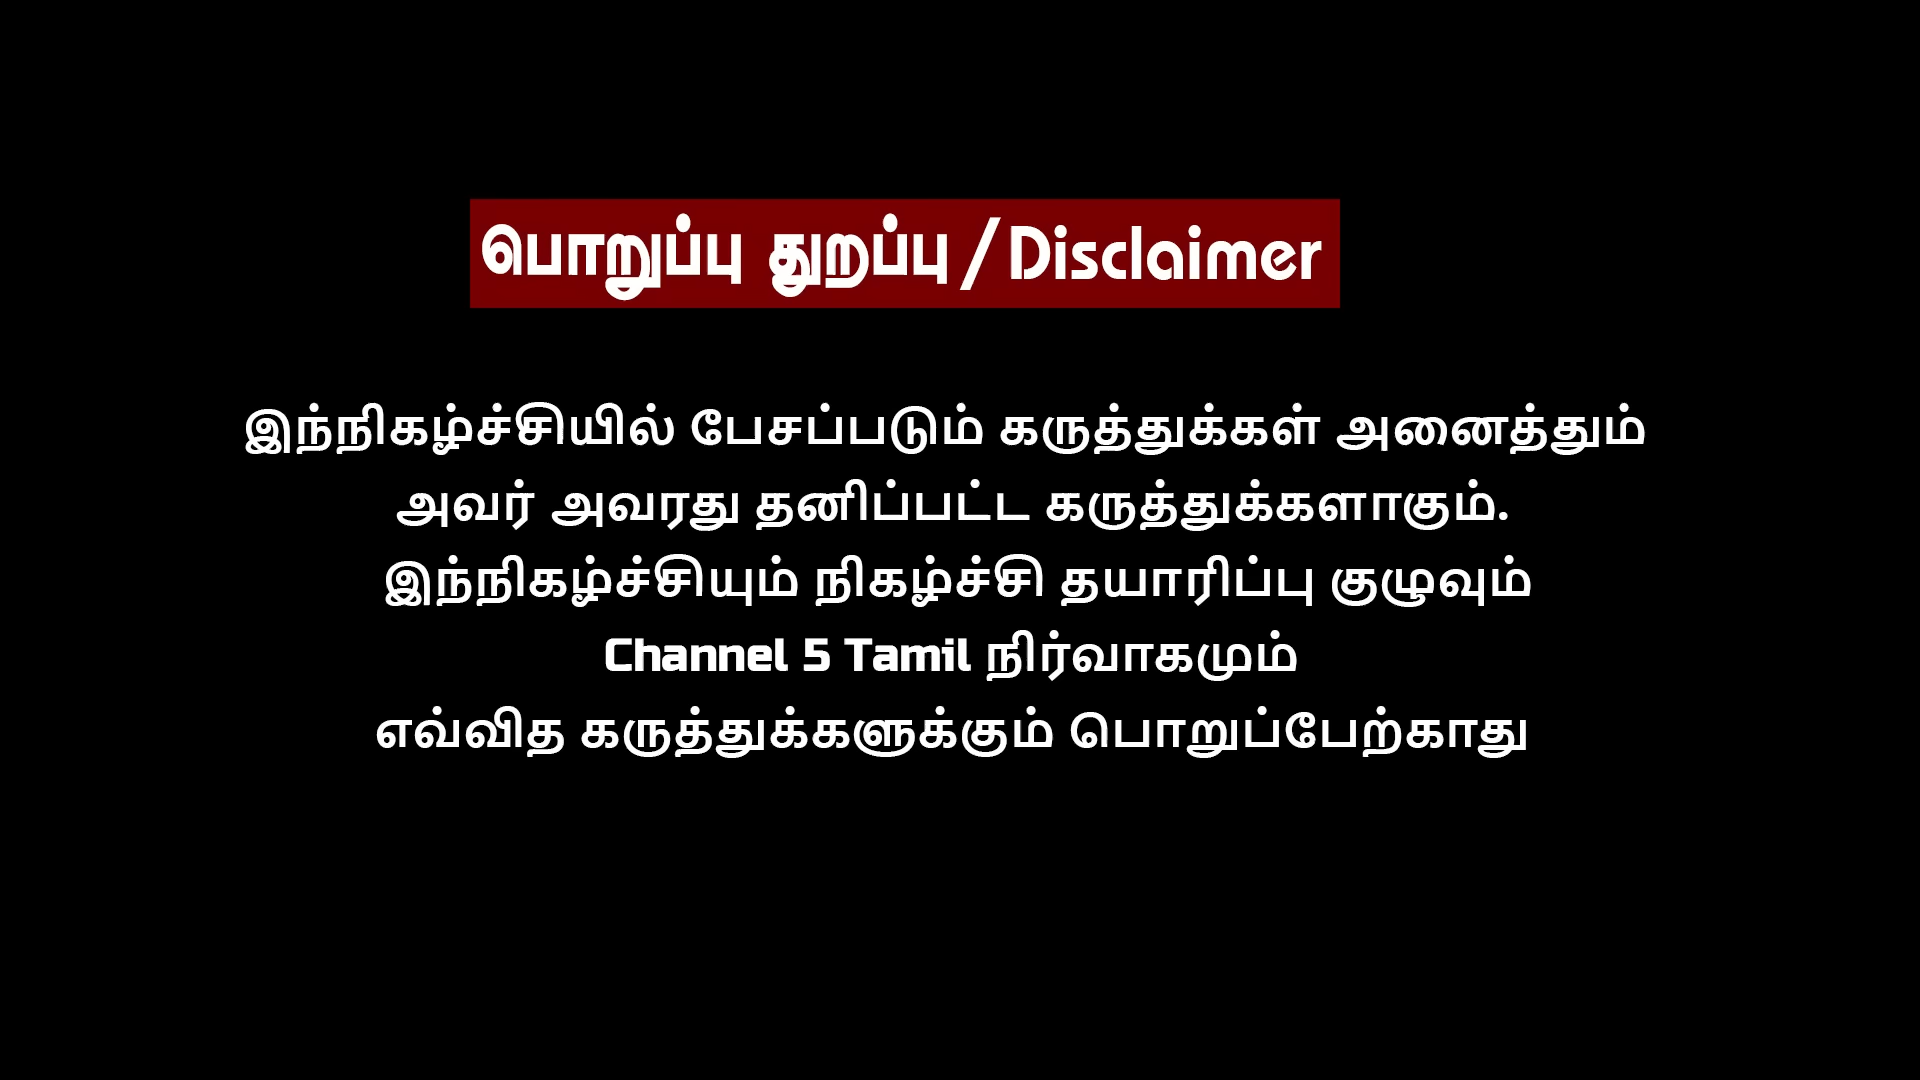 பொறுப்பு துறப்பு / Disclaimer
இந்நிகழ்ச்சியில் பேசப்படும் கருத்துக்கள் அனைத்தும்
அவர் அவரது தனிப்பட்ட கருத்துக்களாகும்.
இந்நிகழ்ச்சியும் நிகழ்ச்சி தயாரிப்பு குழுவும்
Channel 5 Tamil நிர்வாகமும்
எவ்வித கருத்துக்களுக்கும் பொறுப்பேற்காது